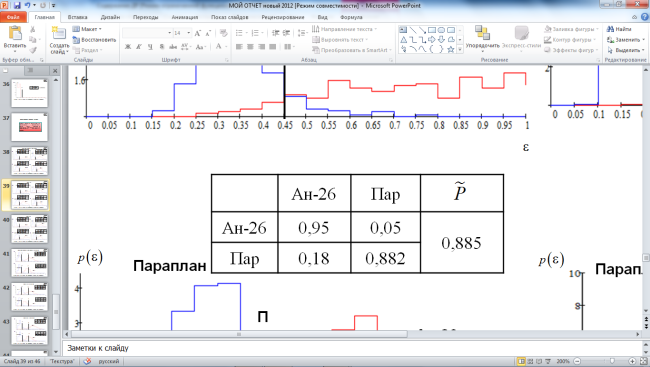 МОЙ ОТЧЕТ новый 2012 [Режим совместимости] - Microsoft PowerPoint
Файл Главная Вставка Дизайн Переходы Анимация Показ слайдов Рецензирование Вид Формула
Вставить
Создать слайд
Макет
Восстановить
Раздел
Направление текста
Выровнять текст
Преобразовать в SmartArt
Упорядочить
Экспресс-стили
Заливка фигуры
Контур фигуры
Эффекты фигур
Найти
Заменить
Выделить
Буфер обм...
Слайды
Шрифт
Абзац
Рисование
Редактирование
36
37
38
39
40
41
42
43
44
1.6
0 0.05 0.1 0.15 0.2 0.25 0.3 0.35 0.4 0.45 0.5 0.55 0.6 0.65 0.7 0.75 0.8 0.85 0.9 0.95 1
ε
2
0 0.05 0.1 0.15
Ан-26 Пар P̃
Ан-26 0,95 0,05
0,885
Пар 0,18 0,882
p(ε)
Параплан
4
3
П
p(ε)
Парап
10
8
Заметки к слайду
Слайд 39 из 46 "Текстура" русский 200%